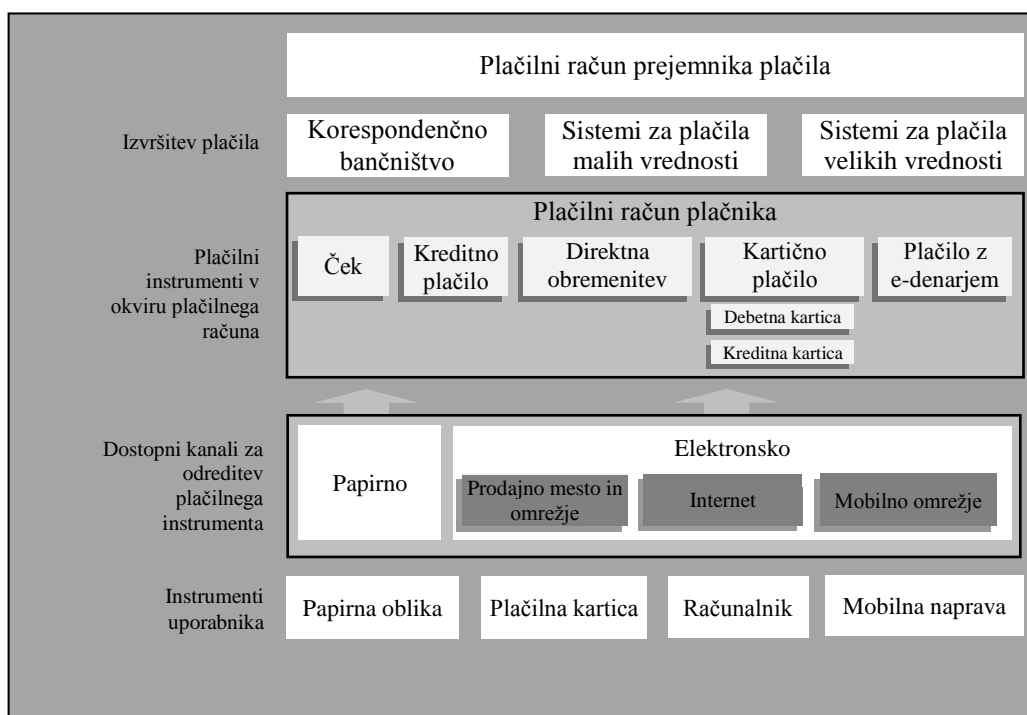 Plačilni račun prejemnika plačila
Izvršitev plačila
Korespondenčno
bančništvo
Sistemi za plačila
malih vrednosti
Sistemi za plačila
velikih vrednosti
Plačilni račun plačnika
Plačilni
instrumenti v
okviru plačilnega
računa
Ček
Kreditno
plačilo
Direktna
obremenitev
Kartično
plačilo
Debetna kartica
Kreditna kartica
Plačilo z
e-denarjem
Dostopni kanali za
odreditev
plačilnega
instrumenta
Papirno
Elektronsko
Prodajno mesto in
omrežje
Internet
Mobilno omrežje
Instrumenti
uporabnika
Papirna oblika
Plačilna kartica
Računalnik
Mobilna naprava